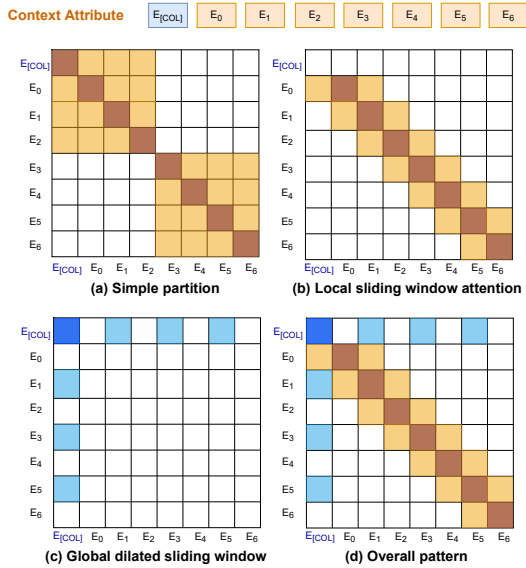 Context Attribute E[COL] E0 E1 E2 E3 E4 E5 E6
E[COL]
E0
E1
E2
E3
E4
E5
E6
E[COL] E0 E1 E2 E3 E4 E5 E6
(a) Simple partition
E[COL]
E0
E1
E2
E3
E4
E5
E6
E[COL] E0 E1 E2 E3 E4 E5 E6
(b) Local sliding window attention
E[COL]
E0
E1
E2
E3
E4
E5
E6
E[COL] E0 E1 E2 E3 E4 E5 E6
(c) Global dilated sliding window
E[COL]
E0
E1
E2
E3
E4
E5
E6
E[COL] E0 E1 E2 E3 E4 E5 E6
(d) Overall pattern